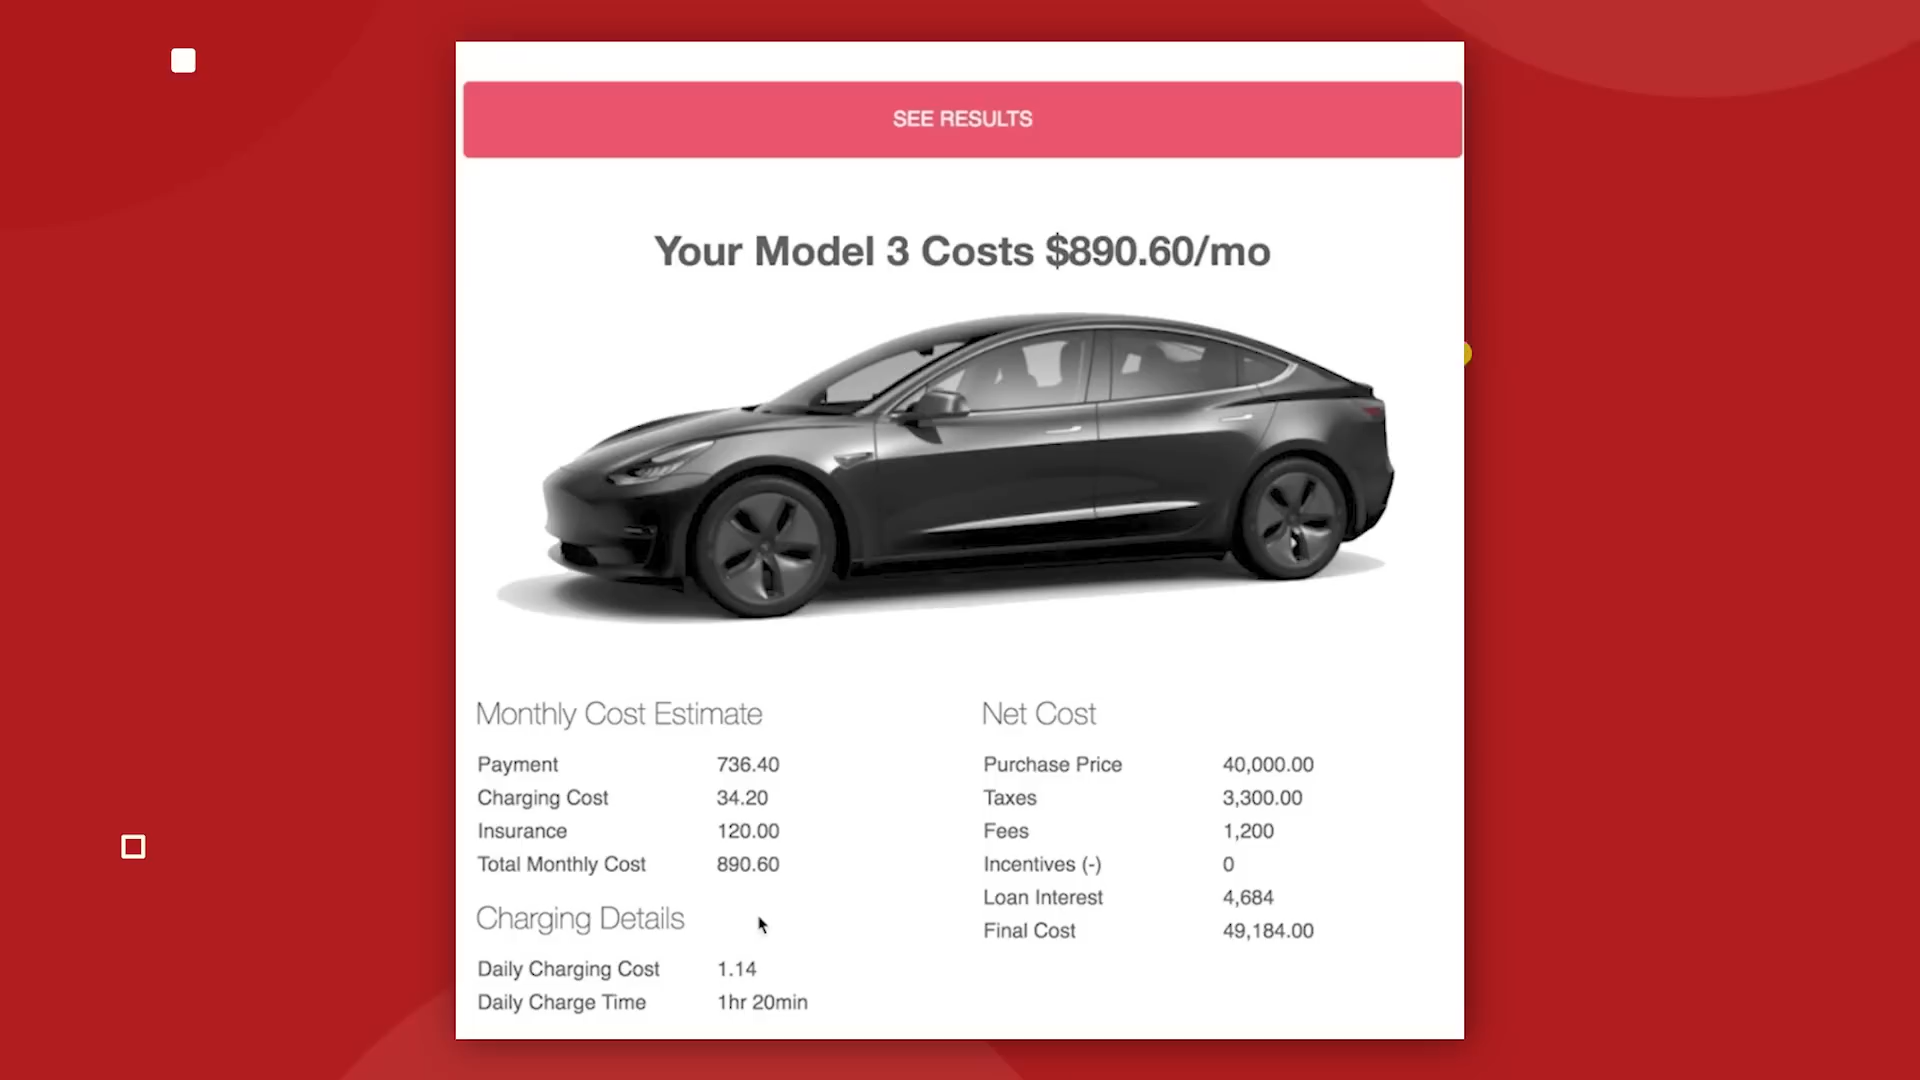 SEE RESULTS
Your Model 3 Costs $890.60/mo
Monthly Cost Estimate
Payment 736.40
Charging Cost 34.20
Insurance 120.00
Total Monthly Cost 890.60
Charging Details
Daily Charging Cost 1.14
Daily Charge Time 1hr 20min
Net Cost
Purchase Price 40,000.00
Taxes 3,300.00
Fees 1,200
Incentives (-) 0
Loan Interest 4,684
Final Cost 49,184.00